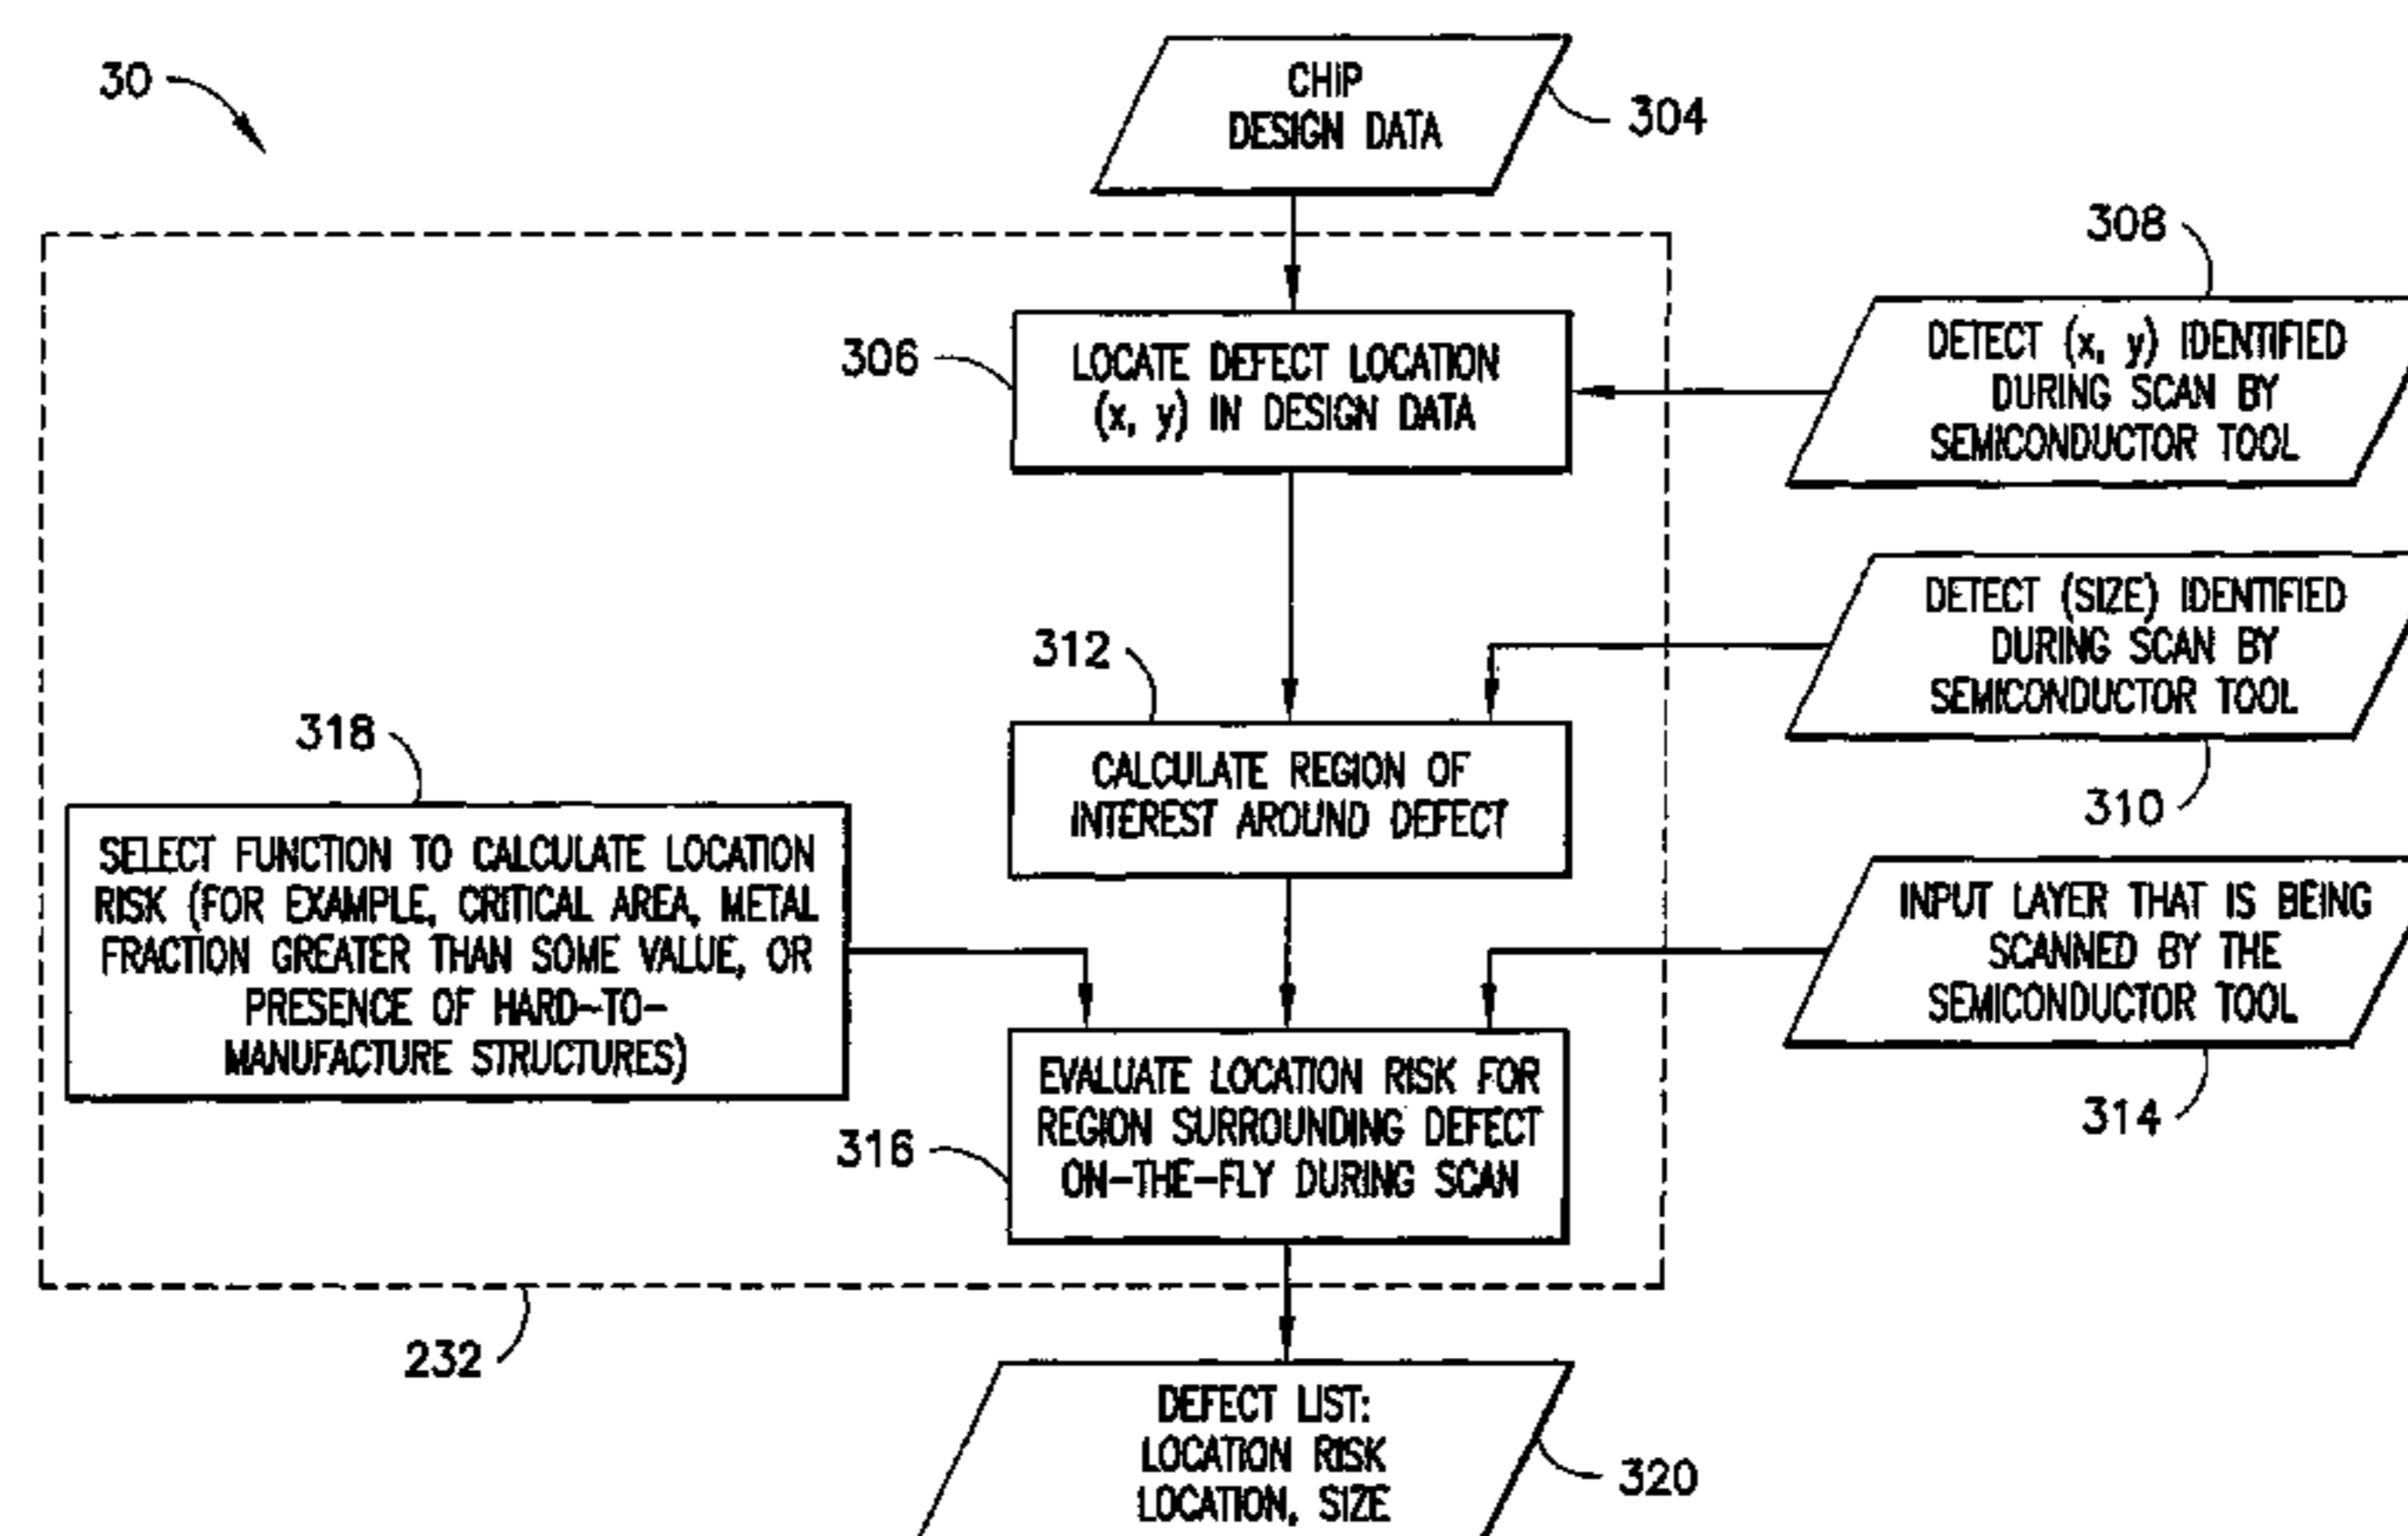 30
CHIP
DESIGN DATA
304
308
306
LOCATE DEFECT LOCATION
(x, y) IN DESIGN DATA
DETECT (x, y) IDENTIFIED
DURING SCAN BY
SEMICONDUCTOR TOOL
312
DETECT (SIZE) IDENTIFIED
DURING SCAN BY
SEMICONDUCTOR TOOL
310
318
CALCULATE REGION OF
INTEREST AROUND DEFECT
SELECT FUNCTION TO CALCULATE LOCATION
RISK (FOR EXAMPLE, CRITICAL AREA, METAL
FRACTION GREATER THAN SOME VALUE, OR
PRESENCE OF HARD-TO-
MANUFACTURE STRUCTURES)
INPUT LAYER THAT IS BEING
SCANNED BY THE
SEMICONDUCTOR TOOL
314
316
EVALUATE LOCATION RISK FOR
REGION SURROUNDING DEFECT
ON-THE-FLY DURING SCAN
232
DEFECT LIST:
LOCATION RISK
LOCATION, SIZE
320